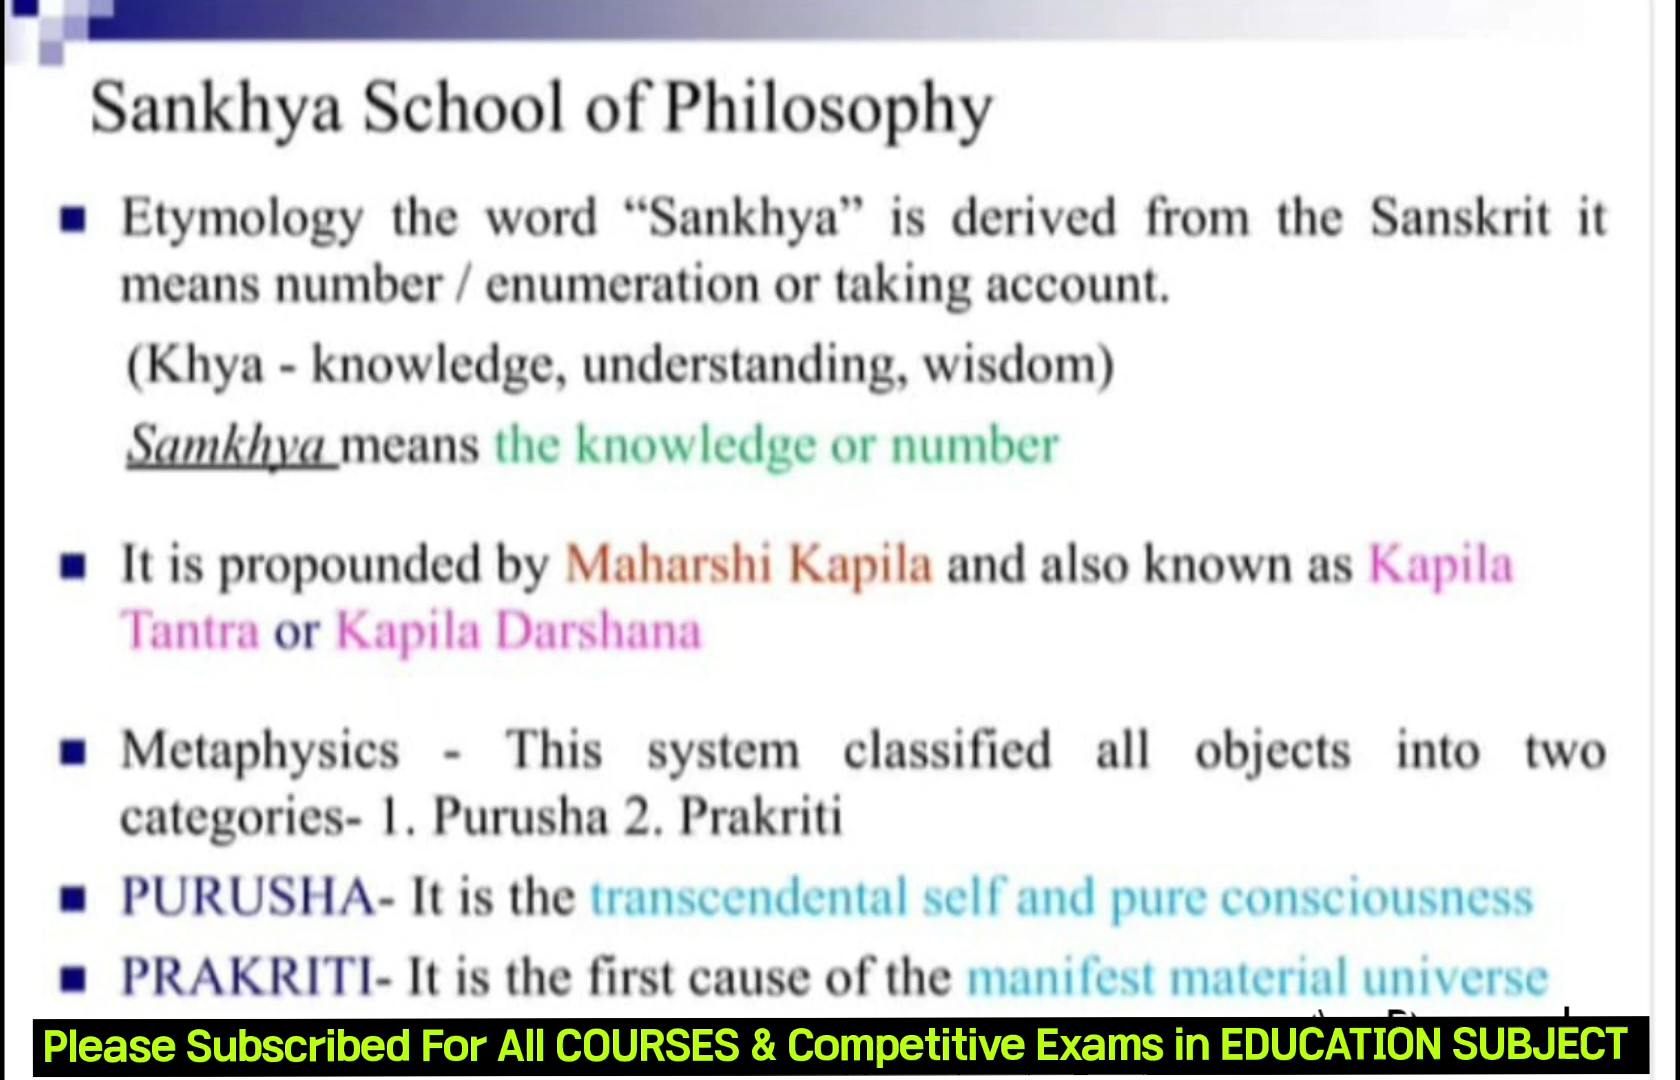 Sankhya School of Philosophy
■ Etymology the word “Sankhya” is derived from the Sanskrit it
means number / enumeration or taking account.
(Khya - knowledge, understanding, wisdom)
Samkhya means the knowledge or number
■ It is propounded by Maharshi Kapila and also known as Kapila
Tantra or Kapila Darshana
■ Metaphysics - This system classified all objects into two
categories- 1. Purusha 2. Prakriti
■ PURUSHA- It is the transcendental self and pure consciousness
■ PRAKRITI- It is the first cause of the manifest material universe
Please Subscribed For All COURSES & Competitive Exams in EDUCATION SUBJECT